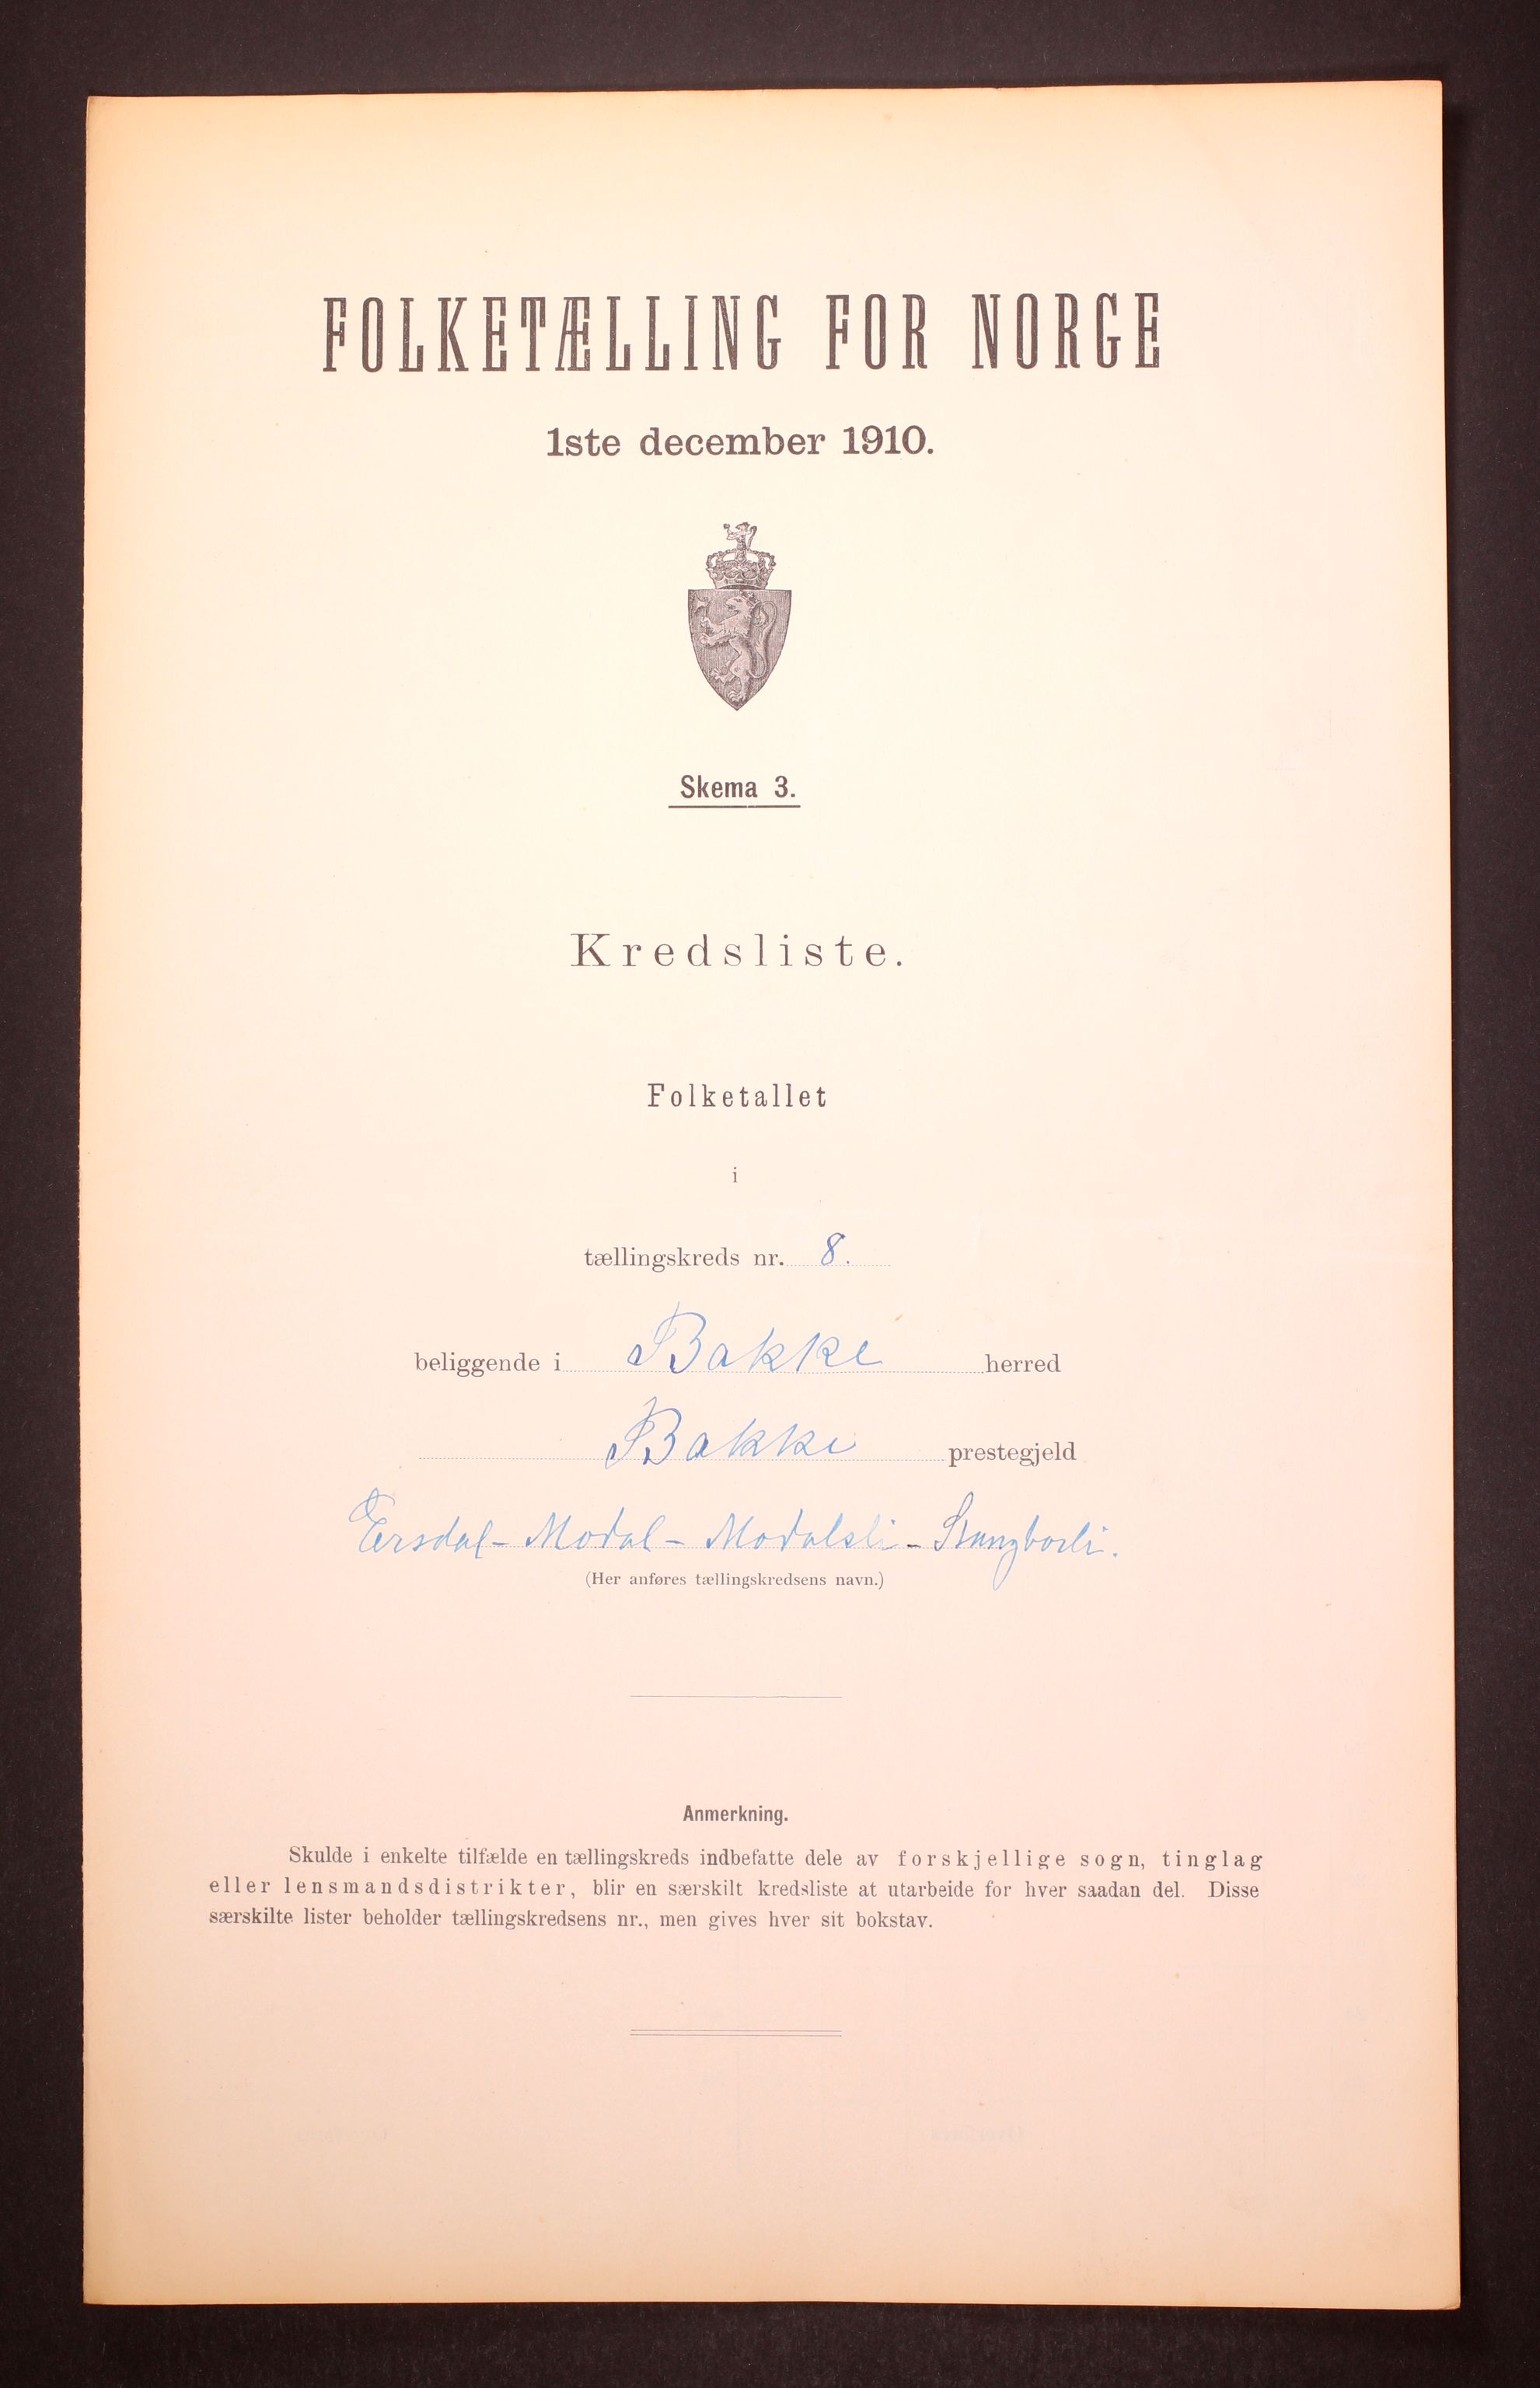 FOLKETÆLLING FOR NORGE
1ste december 1910.
Skema 3.
Kredsliste.
Folketallet
i
tællingskreds nr. 8.
beliggende i Bakke herred
Bakke prestegjeld
Ersdal - Modal - Modalsli -
(Her anføres tællingskredsens navn.)
Anmerkning.
Skulde i enkelte tilfælde en tællingskreds indbefatte dele av forskjellige sogn, tinglag
eller lensmandsdistrikter, blir en særskilt kredsliste at utarbeide for hver saadan del. Disse
særskilte lister beholder tællingskredsens nr., men gives hver sit bokstav.